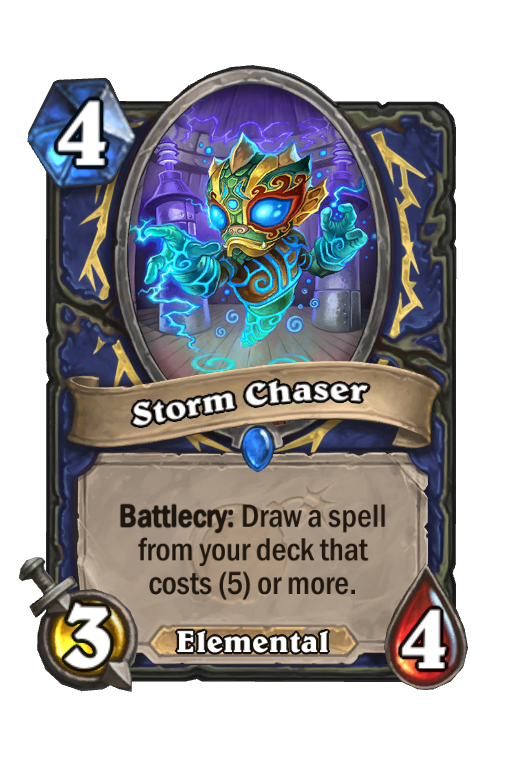 4
Storm Chaser
Battlecry: Draw a spell
from your deck that
costs (5) or more.
3
Elemental
4